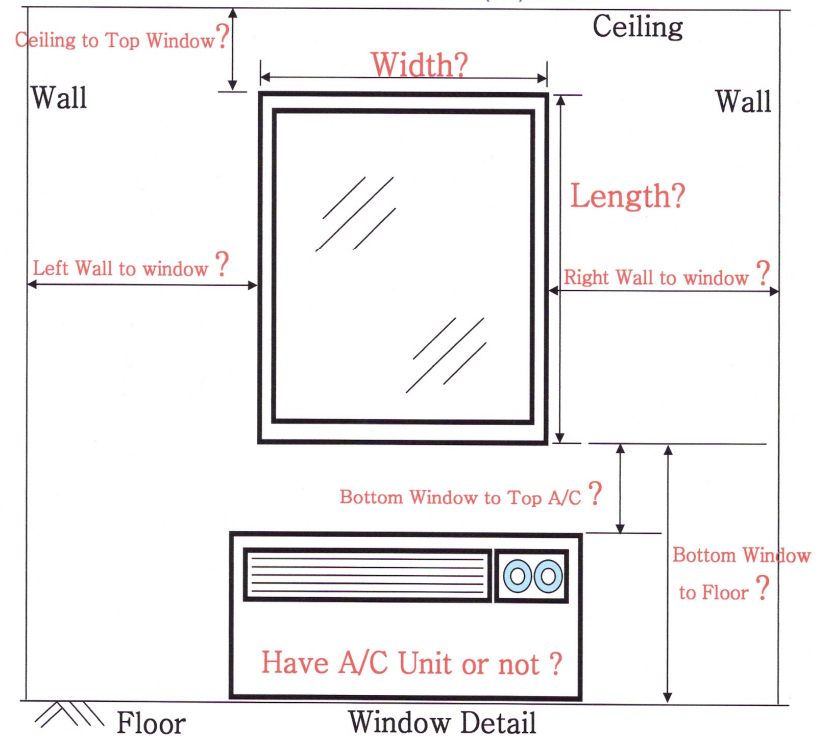 Ceiling
Ceiling to Top Window?
Width?
Wall
Wall
Length?
Left Wall to window ?
Right Wall to window ?
Bottom Window to Top A/C ?
Bottom Window
to Floor ?
Have A/C Unit or not ?
Floor
Window Detail